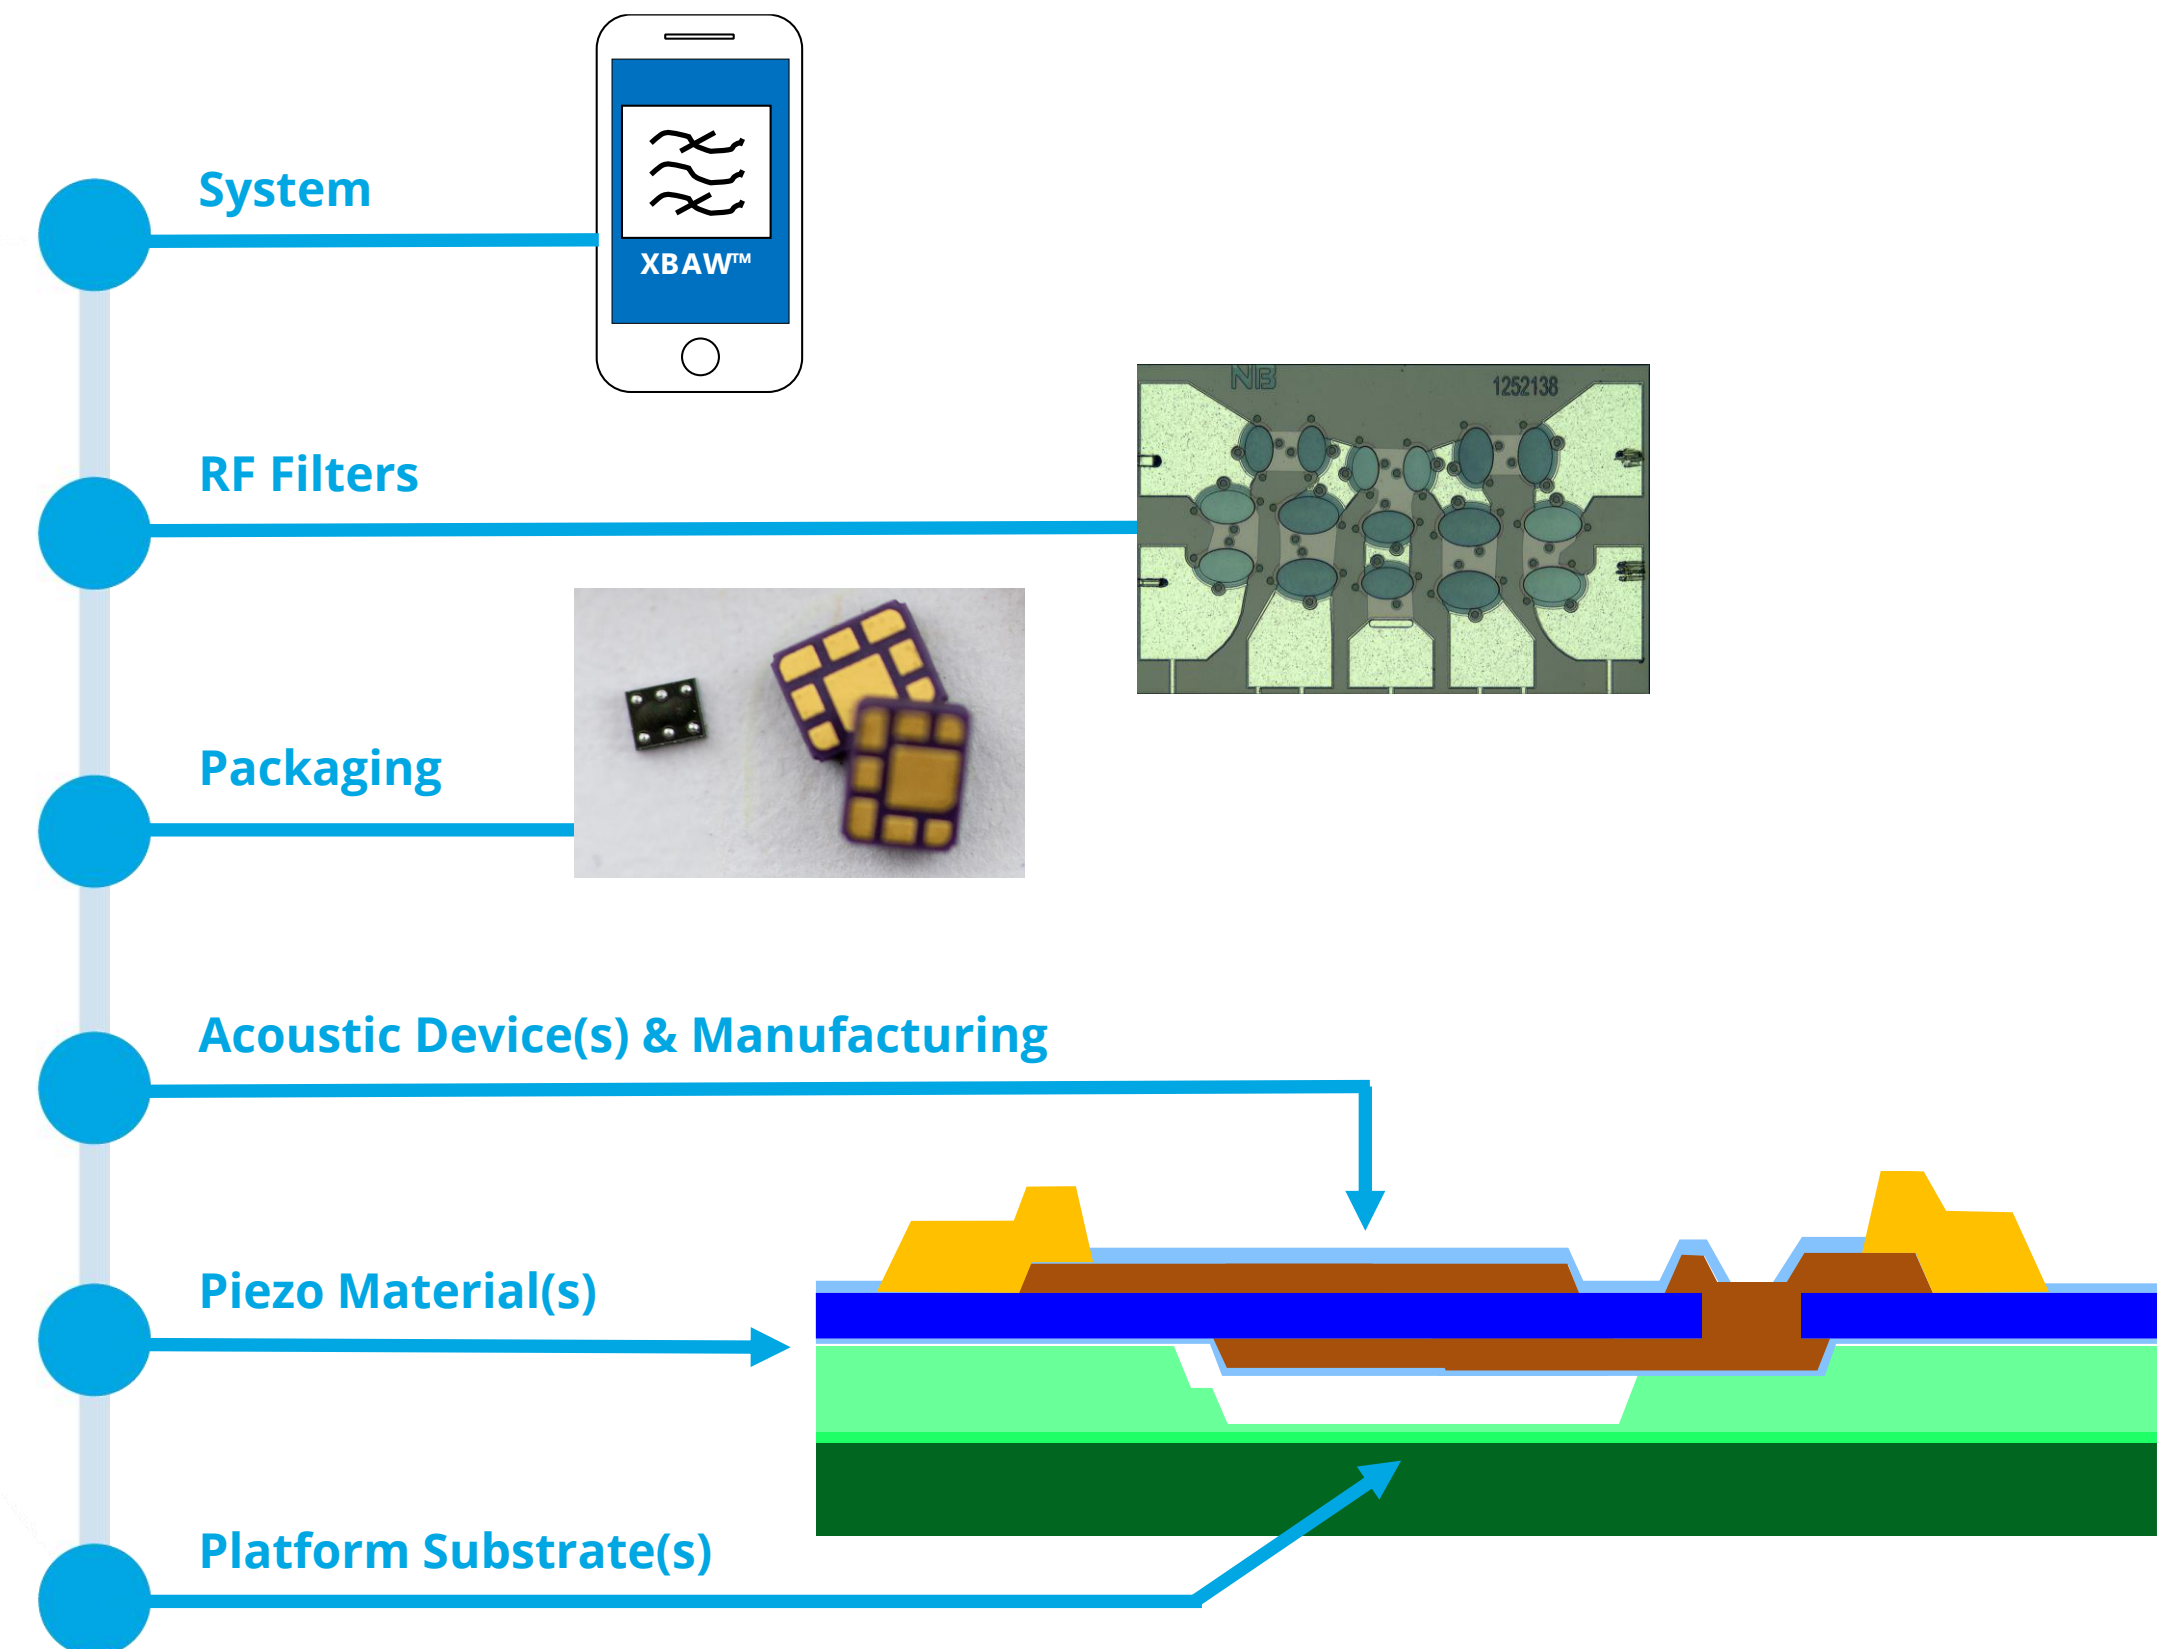 System
XBAW™
RF Filters
NB
1252138
Packaging
Acoustic Device(s) & Manufacturing
Piezo Material(s)
Platform Substrate(s)